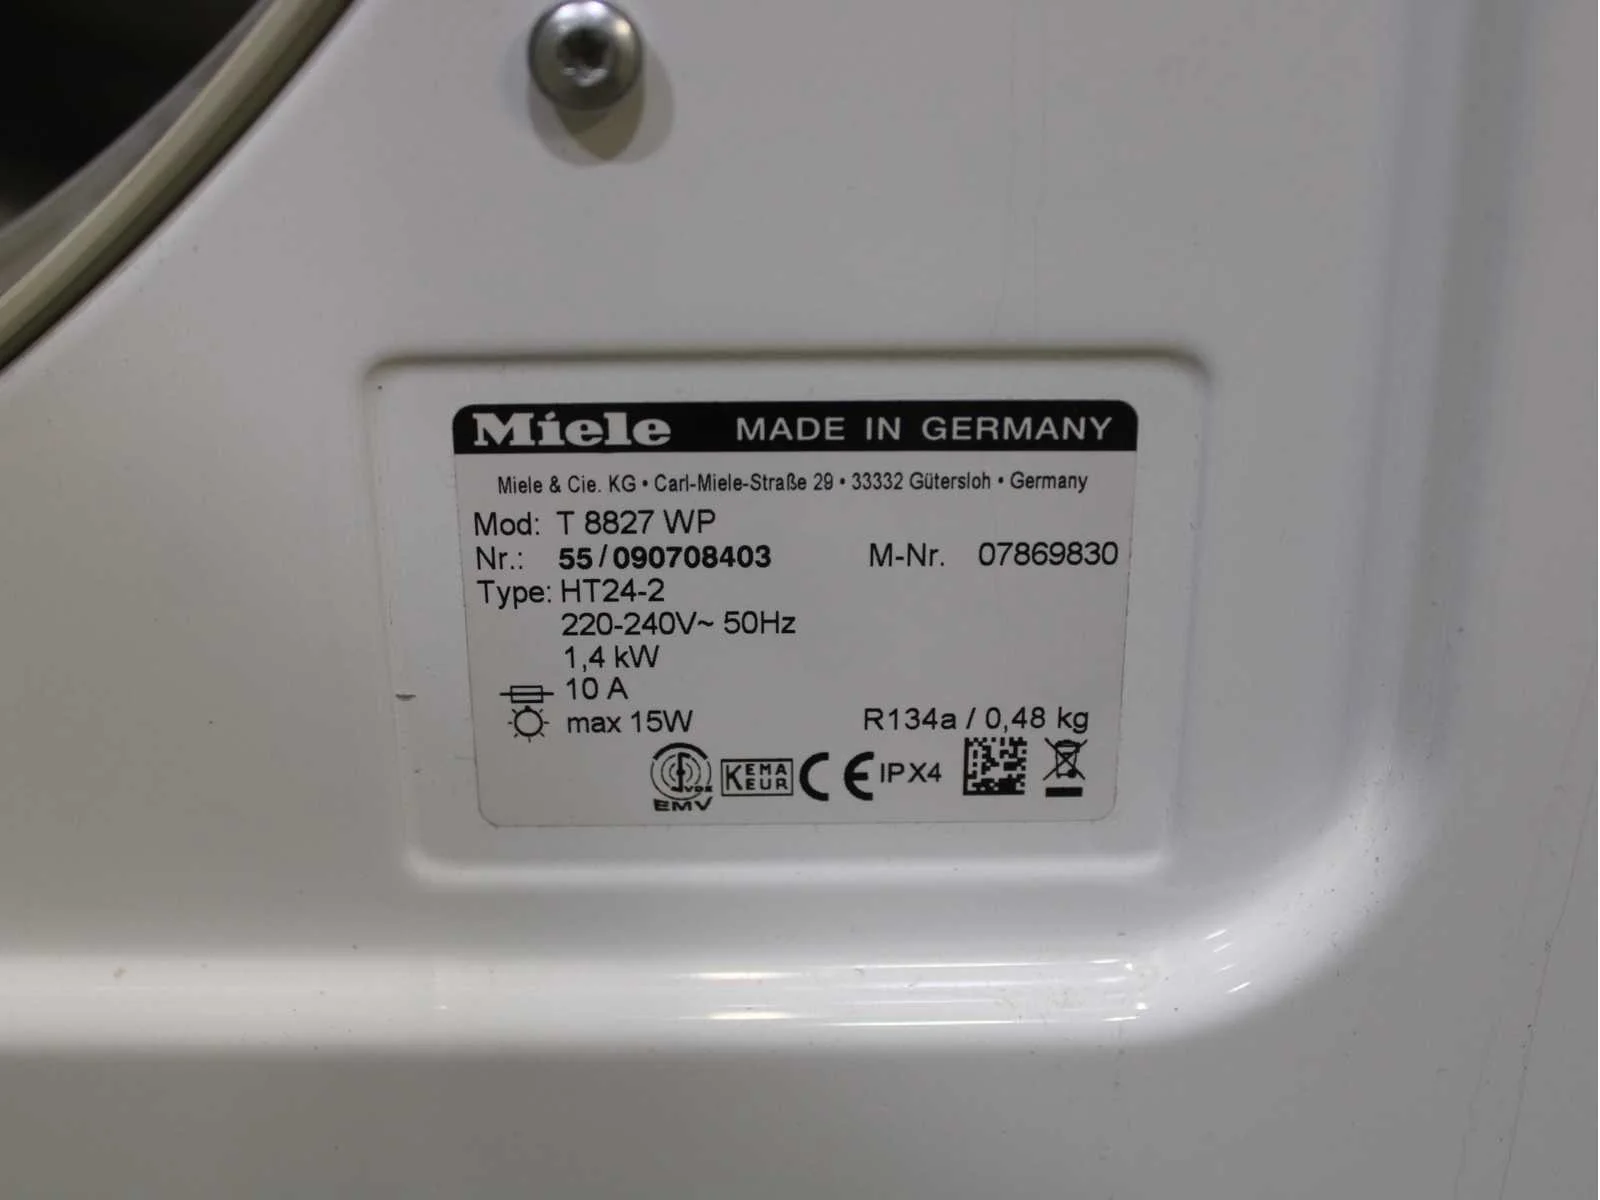 Miele MADE IN GERMANY
Miele & Cie. KG • Carl-Miele-Straße 29 • 33332 Gütersloh • Germany
Mod: T 8827 WP
Nr.: 55/090708403 M-Nr. 07869830
Type: HT24-2
220-240V~ 50Hz
1,4 kW
10 A
max 15W R134a / 0,48 kg
VDE EMV KEMA KEUR CE IPX4